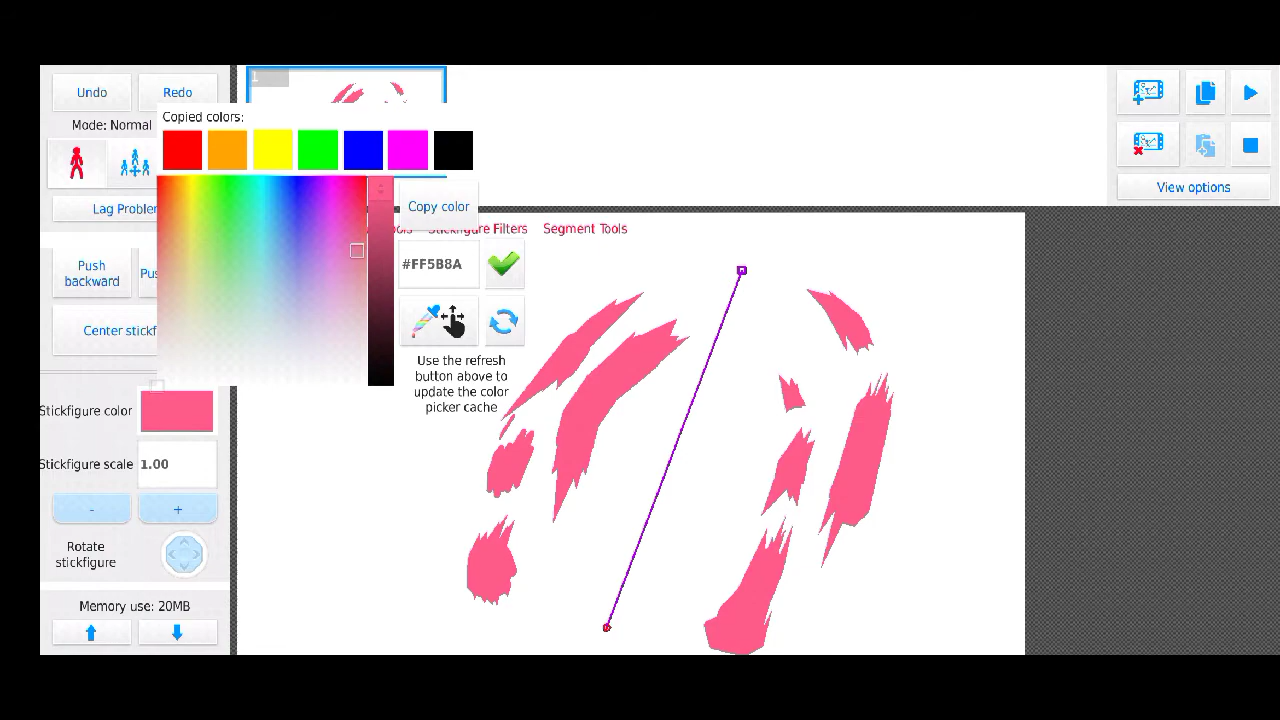 1
Undo
Redo
Copied colors:
Mode: Normal
View options
Lag Problem
Copy color
Stickfigure Filters
Segment Tools
Push
backward
#FF5B8A
Center stickf
Use the refresh
button above to
update the color
picker cache
Stickfigure color
Stickfigure scale
1.00
-
+
Rotate
stickfigure
Memory use: 20MB